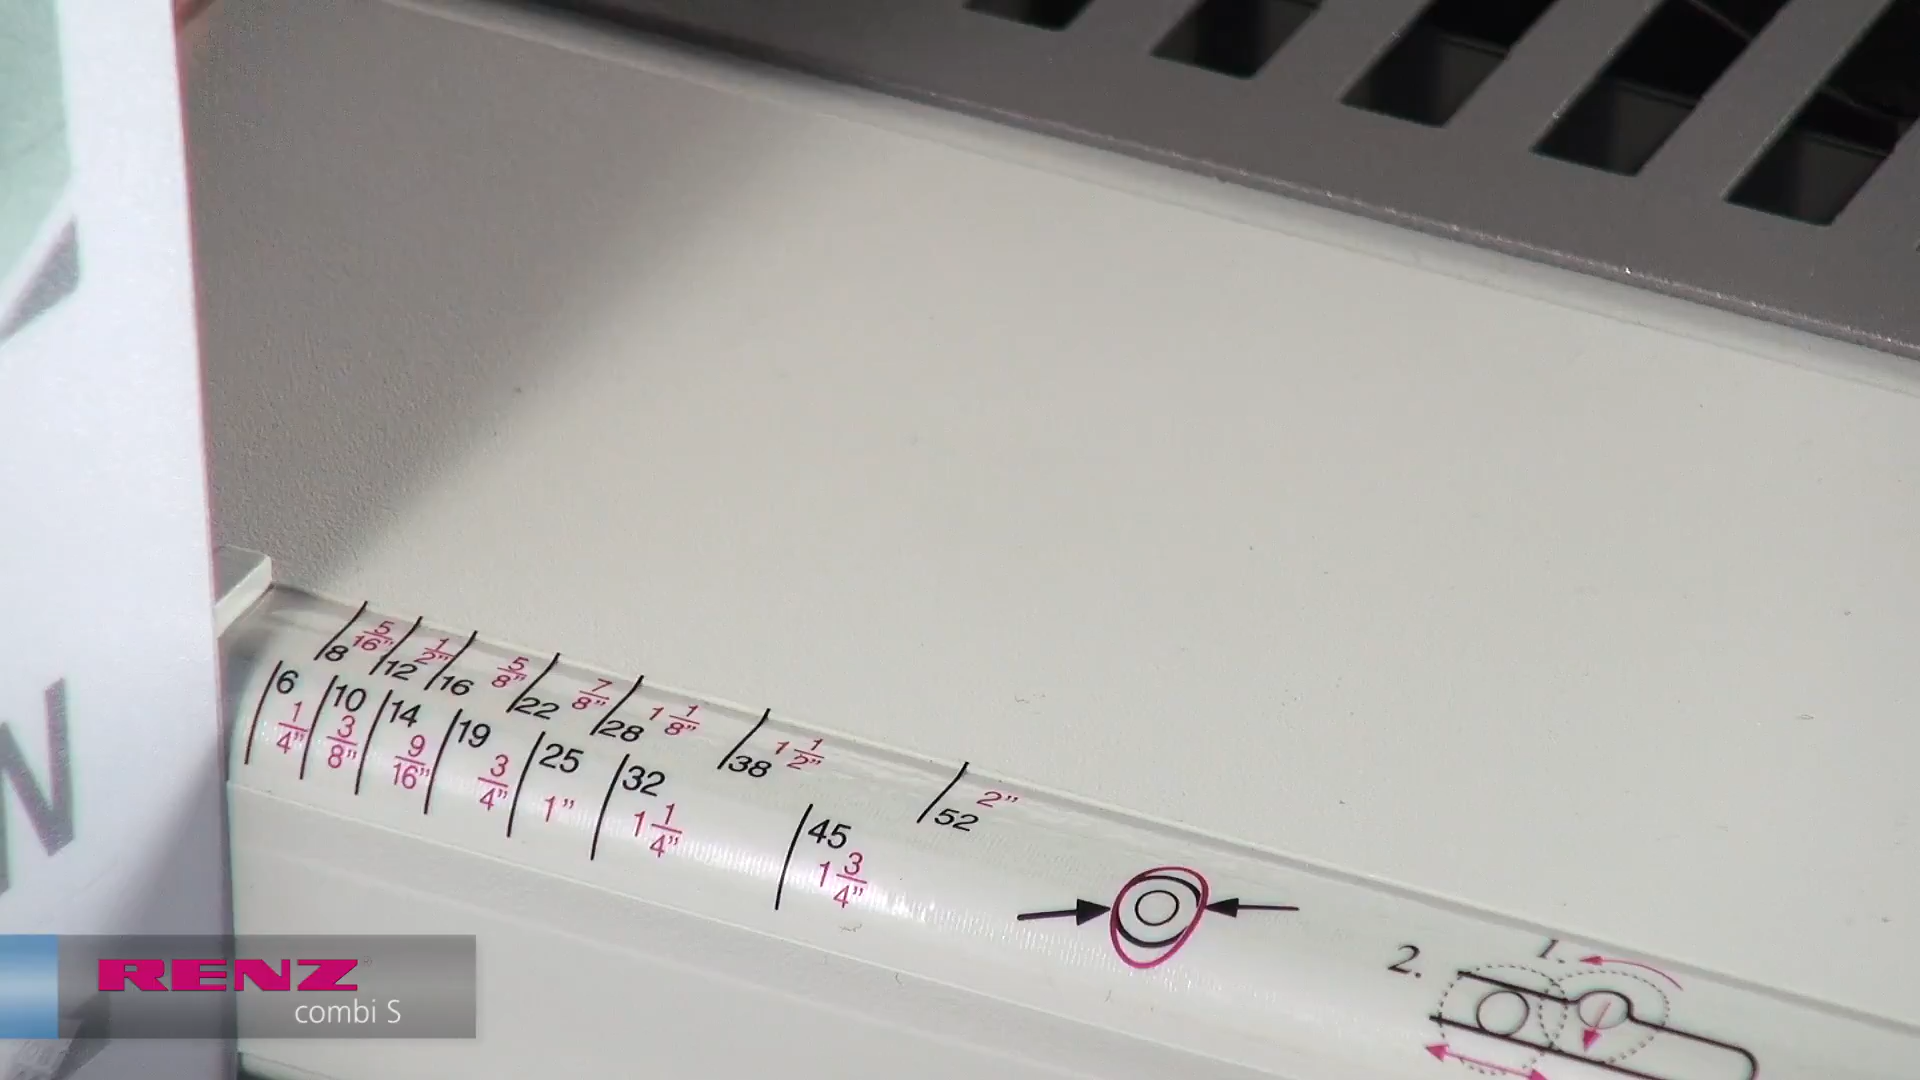 8 5/16" 12 1/2" 16 5/8" 22 7/8" 28 1 1/8" 38 1 1/2" 52 2"
6 1/4" 10 3/8" 14 9/16" 19 3/4" 25 1" 32 1 1/4" 45 1 3/4"
2. 1.
N
RENZ
combi S